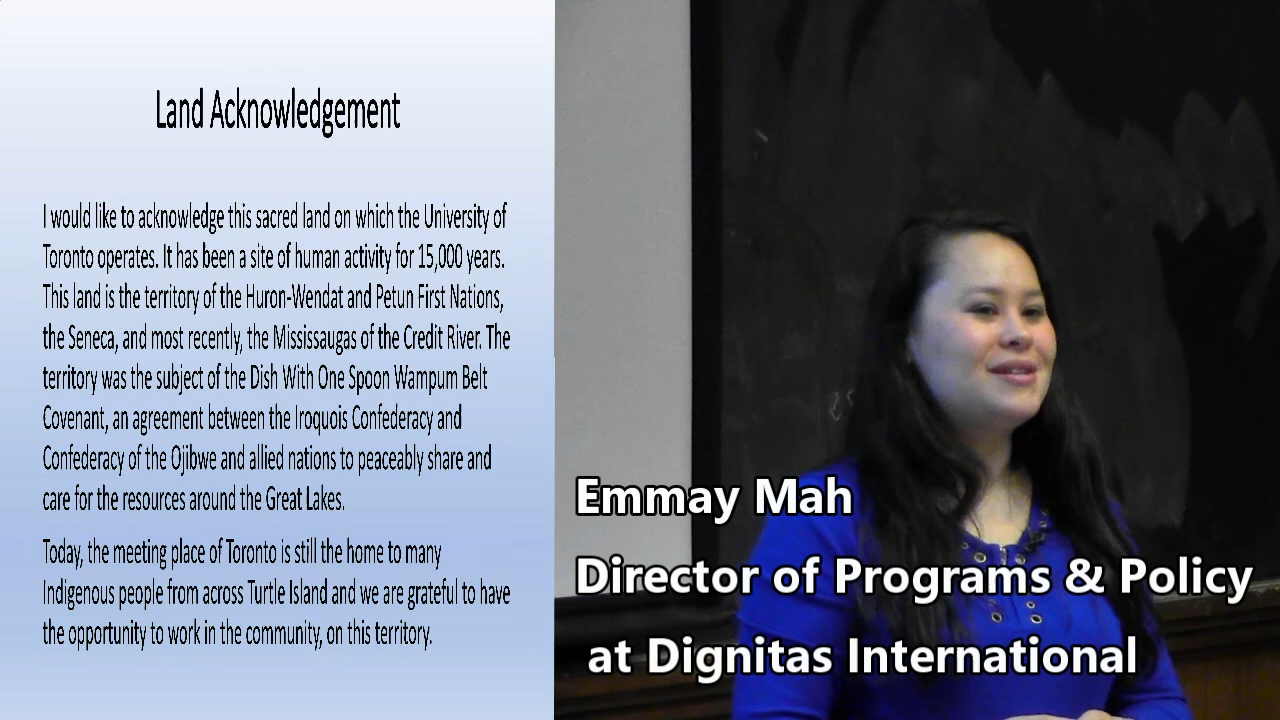 Land Acknowledgement
I would like to acknowledge this sacred land on which the University of
Toronto operates. It has been a site of human activity for 15,000 years.
This land is the territory of the Huron-Wendat and Petun First Nations,
the Seneca, and most recently, the Mississaugas of the Credit River. The
territory was the subject of the Dish With One Spoon Wampum Belt
Covenant, an agreement between the Iroquois Confederacy and
Confederacy of the Ojibwe and allied nations to peaceably share and
care for the resources around the Great Lakes.
Today, the meeting place of Toronto is still the home to many
Indigenous people from across Turtle Island and we are grateful to have
the opportunity to work in the community, on this territory.
Emmay Mah
Director of Programs & Policy
at Dignitas International